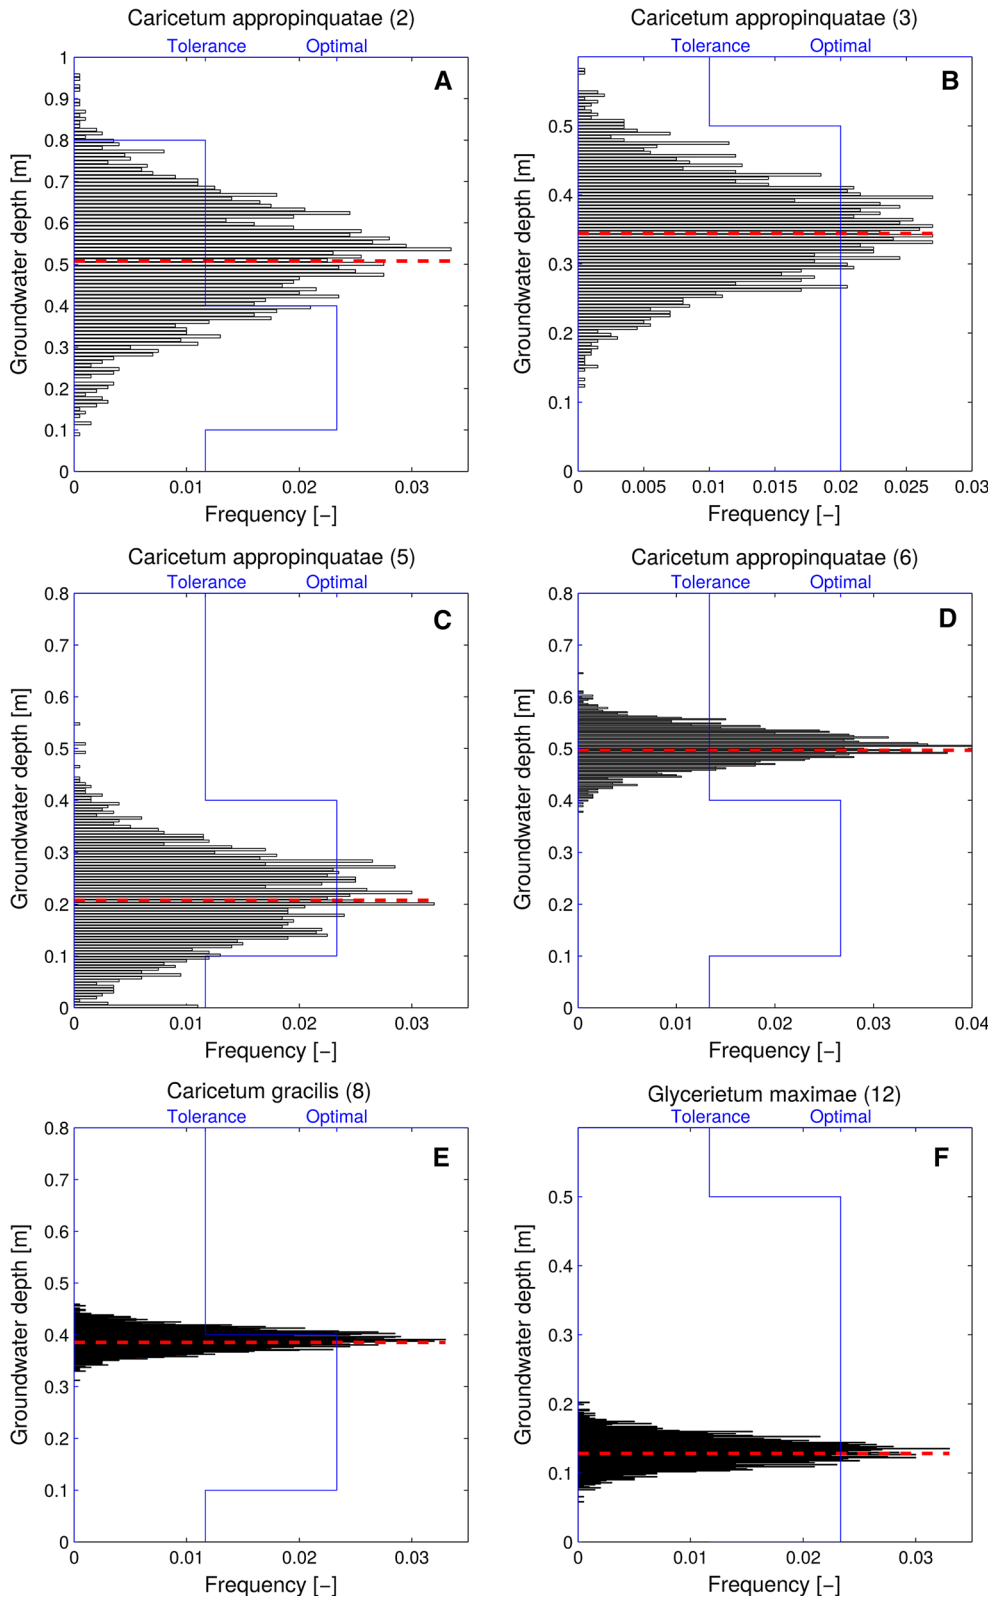 Caricetum appropinquatae (2)
Tolerance Optimal
A
1
0.9
0.8
0.7
0.6
0.5
0.4
0.3
0.2
0.1
0
Groundwater depth [m]
0 0.01 0.02 0.03
Frequency [–]
Caricetum appropinquatae (3)
Tolerance Optimal
B
0.5
0.4
0.3
0.2
0.1
0
Groundwater depth [m]
0 0.005 0.01 0.015 0.02 0.025 0.03
Frequency [–]
Caricetum appropinquatae (5)
Tolerance Optimal
C
0.8
0.7
0.6
0.5
0.4
0.3
0.2
0.1
0
Groundwater depth [m]
0 0.01 0.02 0.03
Frequency [–]
Caricetum appropinquatae (6)
Tolerance Optimal
D
0.8
0.7
0.6
0.5
0.4
0.3
0.2
0.1
0
Groundwater depth [m]
0 0.01 0.02 0.03 0.04
Frequency [–]
Caricetum gracilis (8)
Tolerance Optimal
E
0.8
0.7
0.6
0.5
0.4
0.3
0.2
0.1
0
Groundwater depth [m]
0 0.01 0.02 0.03
Frequency [–]
Glycerietum maximae (12)
Tolerance Optimal
F
0.5
0.4
0.3
0.2
0.1
0
Groundwater depth [m]
0 0.01 0.02 0.03
Frequency [–]